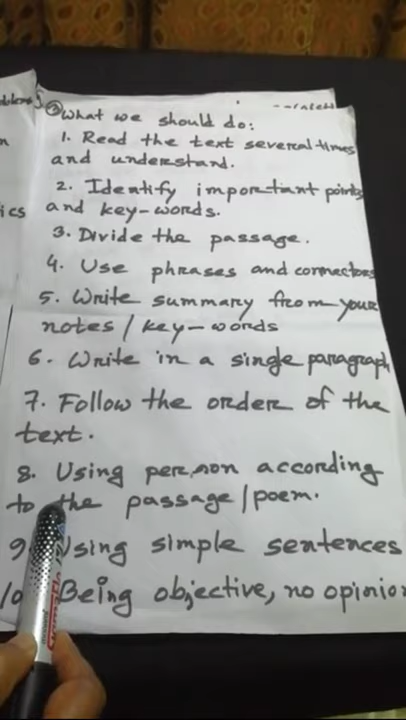 ② What we should do:
1. Read the text several times
and understand.
2. Identify important points
ics and key-words.
3. Divide the passage.
4. Use phrases and connectors
5. Write summary from your
notes / key-words
6. Write in a single paragraph
7. Follow the order of the
text.
8. Using person according
to the passage / poem.
9. Using simple sentences
10 Being objective, no opinion